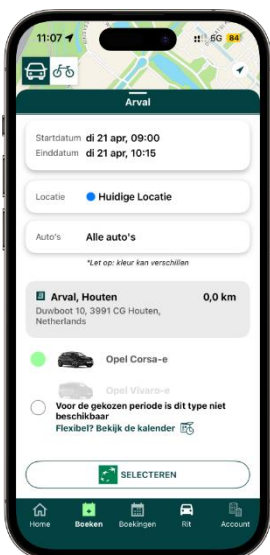 11:07
5G 84
Arval
Startdatum di 21 apr, 09:00
Einddatum di 21 apr, 10:15
Locatie Huidige Locatie
Auto's Alle auto's
*Let op: kleur kan verschillen
Arval, Houten 0,0 km
Duwboot 10, 3991 CG Houten,
Netherlands
Opel Corsa-e
Opel Vivaro-e
Voor de gekozen periode is dit type niet
beschikbaar
Flexibel? Bekijk de kalender
SELECTEREN
Home Boeken Boekingen Rit Account